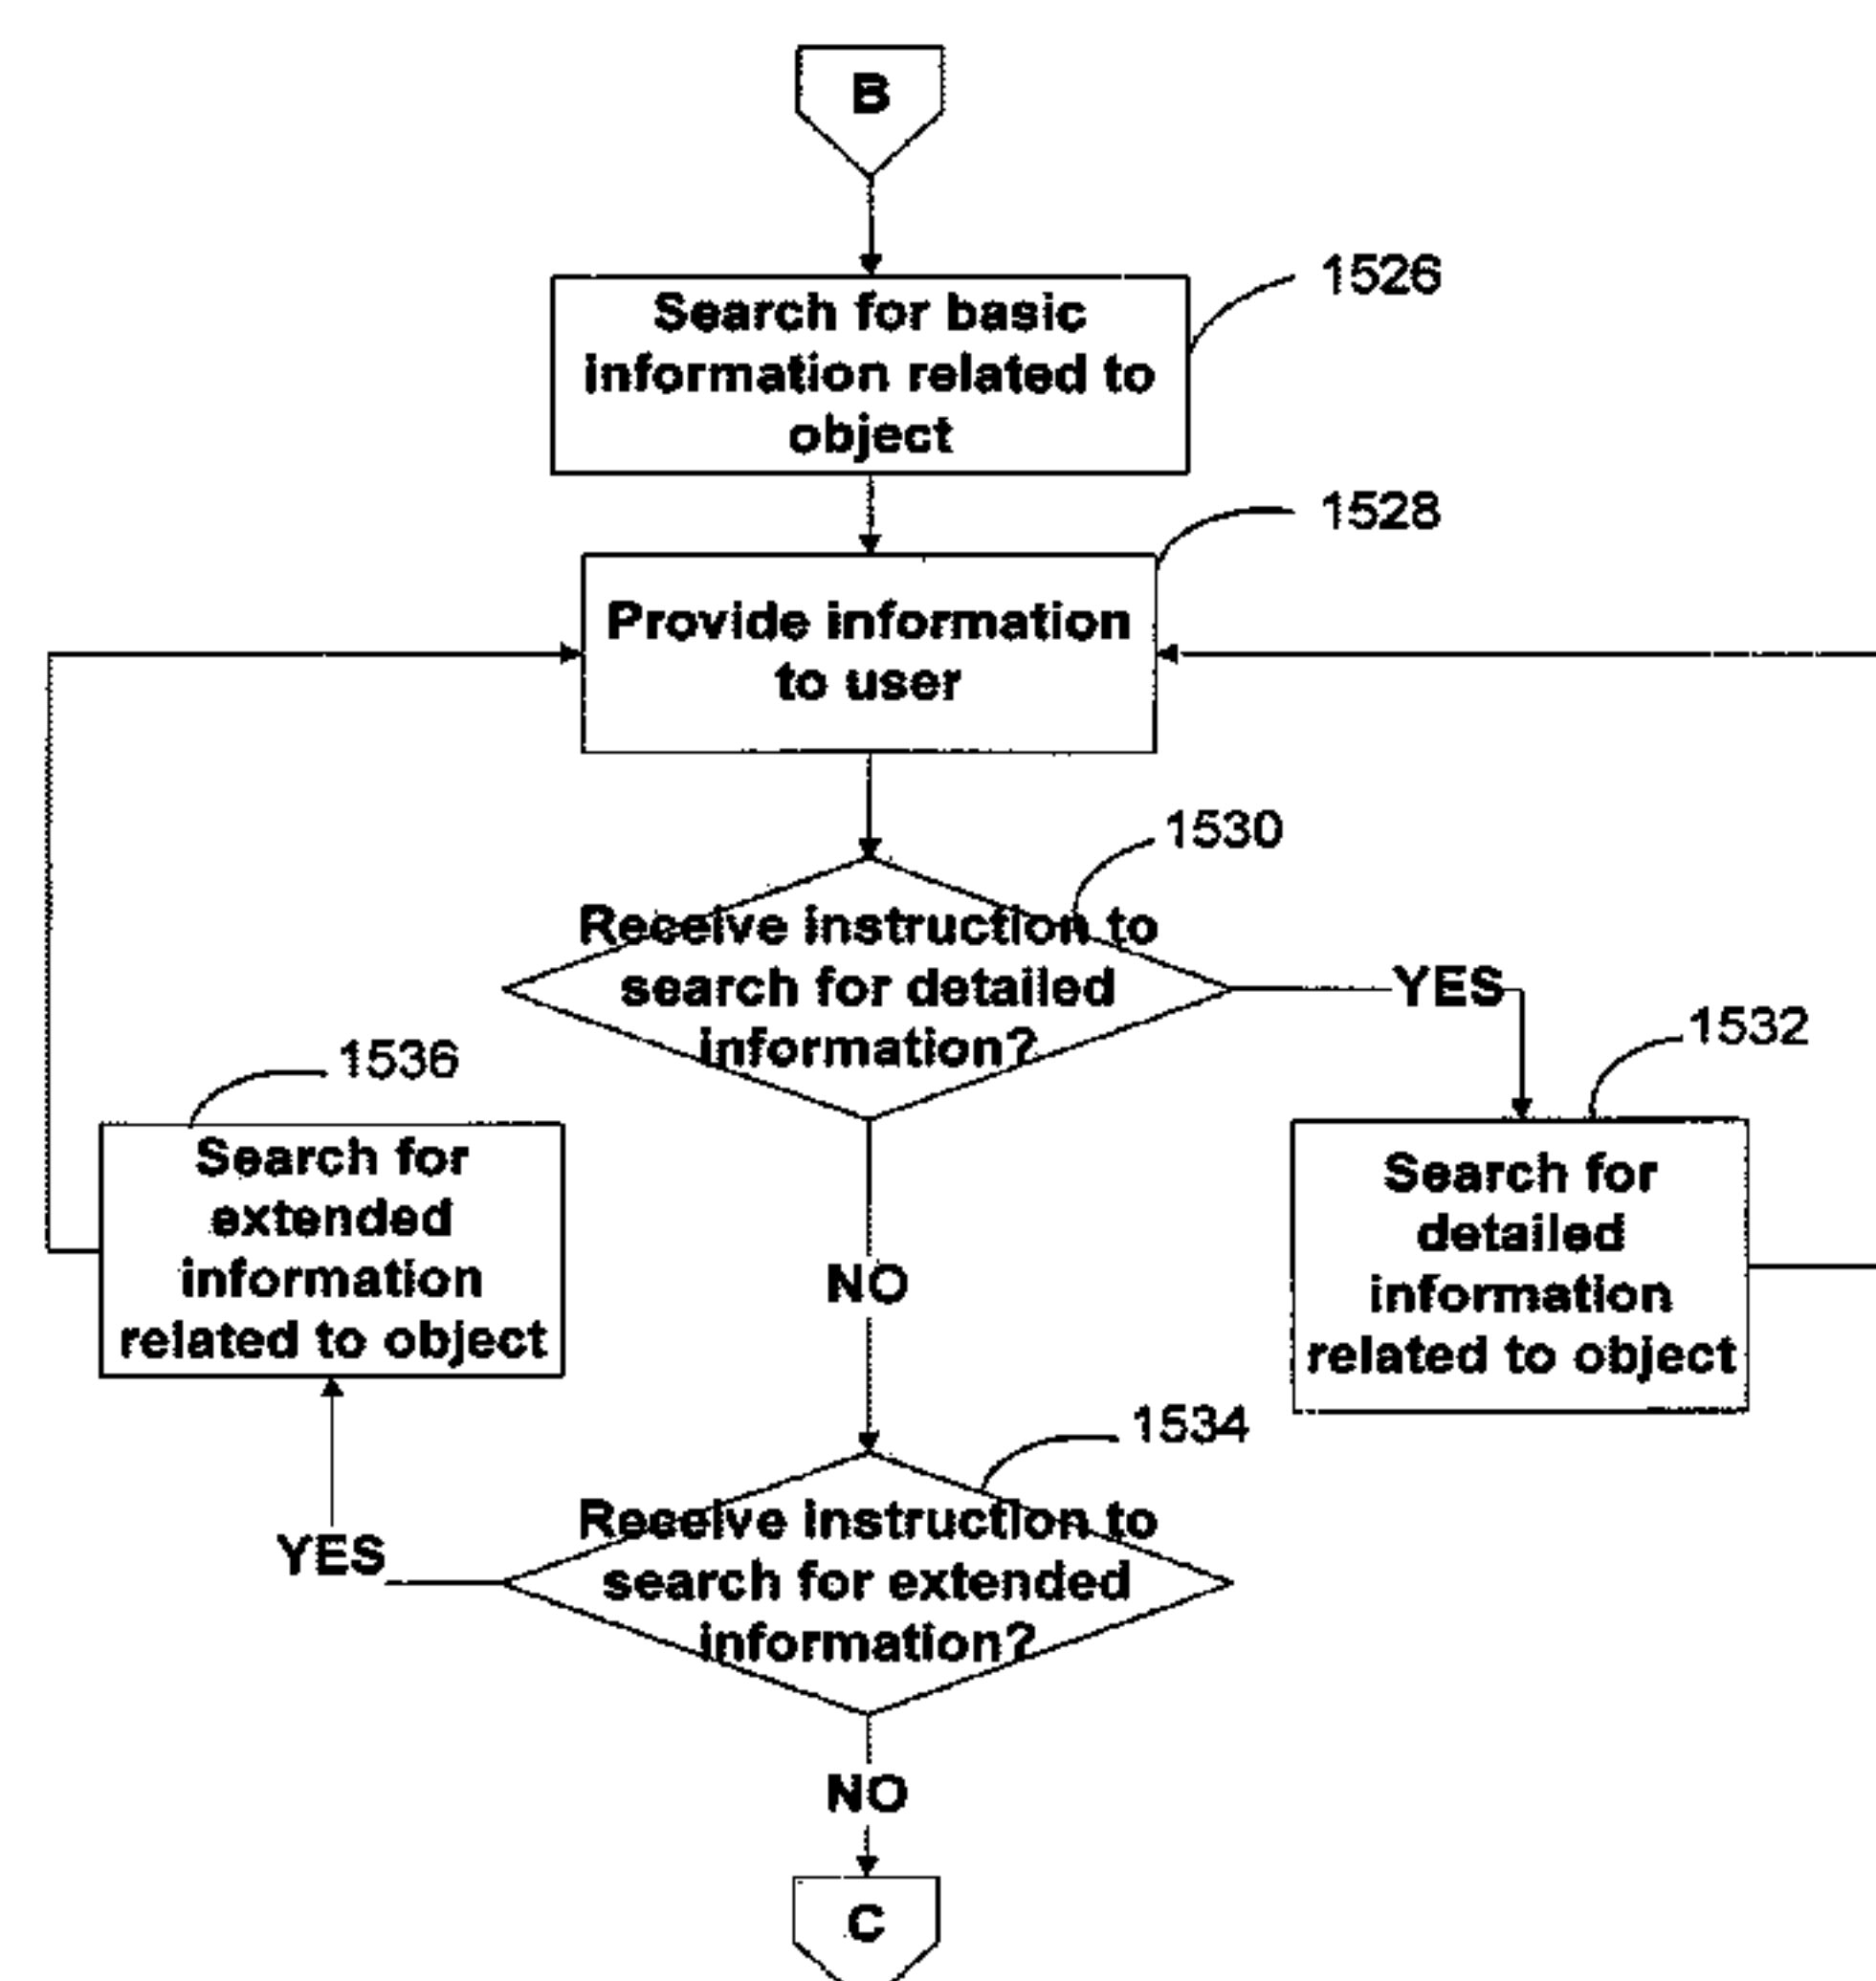 B
1526
Search for basic
information related to
object
1528
Provide information
to user
1530
Receive instruction to
search for detailed
information?
YES
1532
Search for
detailed
information
related to object
1536
Search for
extended
information
related to object
NO
1534
Receive instruction to
search for extended
information?
YES
NO
C